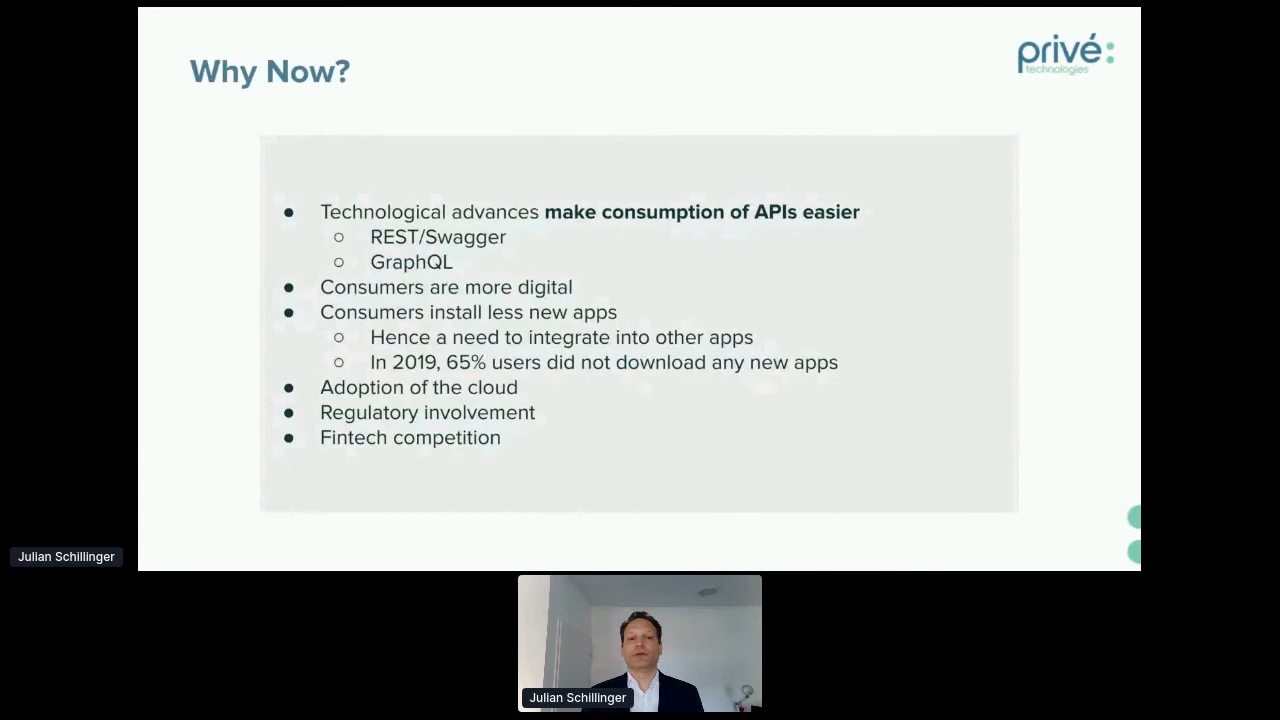 Why Now?
privé:
technologies
● Technological advances make consumption of APIs easier
○ REST/Swagger
○ GraphQL
● Consumers are more digital
● Consumers install less new apps
○ Hence a need to integrate into other apps
○ In 2019, 65% users did not download any new apps
● Adoption of the cloud
● Regulatory involvement
● Fintech competition
Julian Schillinger
Julian Schillinger